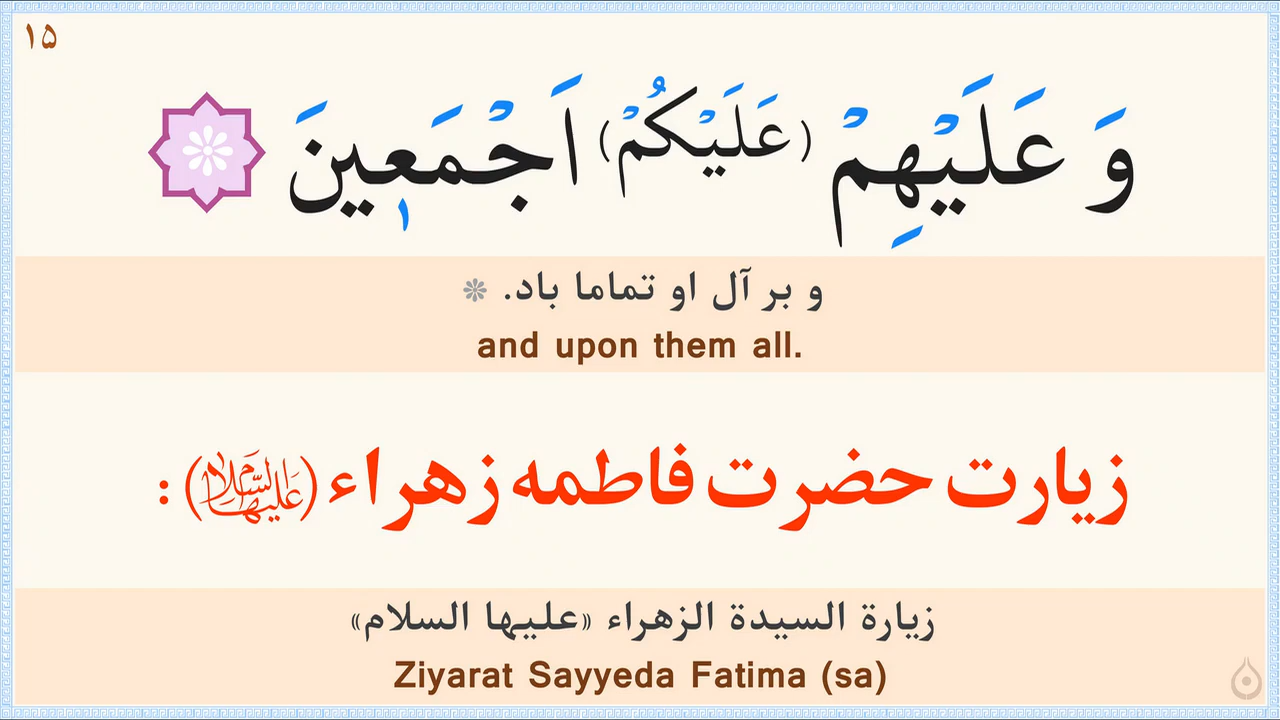 ۱۵
وَ عَلَیْهِمْ (عَلَیْکُمْ) اَجْمَعٖینَ
و بر آل او تماما باد.
and upon them all.
زیارت حضرت فاطمه زهراء (علیها‌السلام) :
زيارة السيدة الزهراء «عليها السلام»
Ziyarat Sayyeda Fatima (sa)